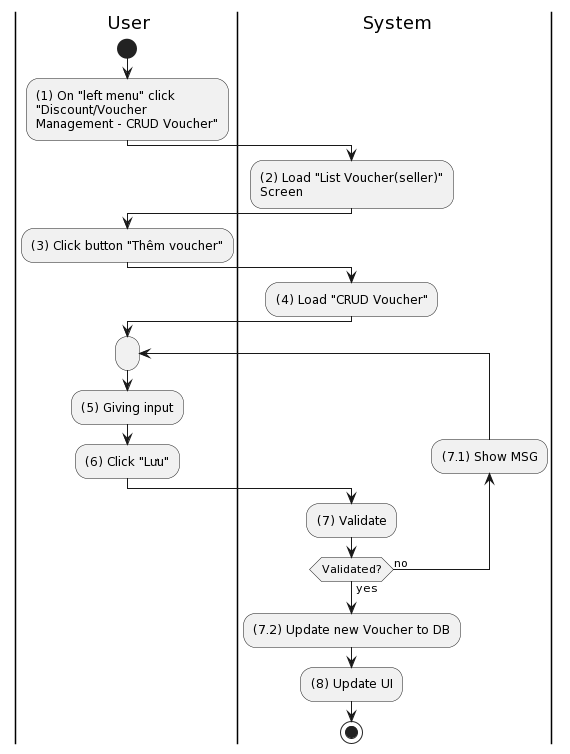 User
System
(1) On "left menu" click
"Discount/Voucher
Management - CRUD Voucher"
(2) Load "List Voucher(seller)"
Screen
(3) Click button "Thêm voucher"
(4) Load "CRUD Voucher"
(5) Giving input
(6) Click "Lưu"
(7.1) Show MSG
(7) Validate
Validated?
no
yes
(7.2) Update new Voucher to DB
(8) Update UI